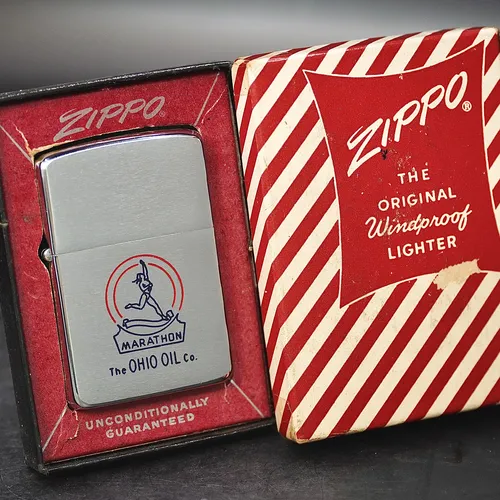 ZIPPO
MARATHON
The OHIO OIL Co.
UNCONDITIONALLY
GUARANTEED
ZIPPO®
THE
ORIGINAL
Windproof
LIGHTER